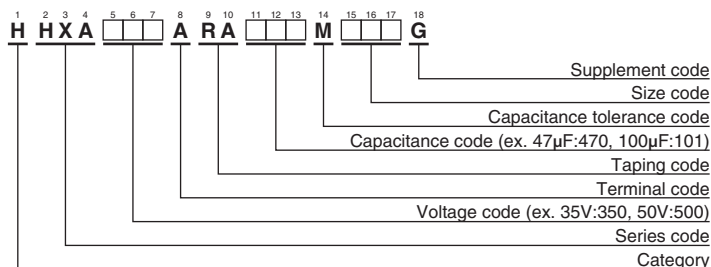 1 2 3 4 5 6 7 8 9 10 11 12 13 14 15 16 17 18
H HXA □□□ A RA □□□ M □□□ G
Supplement code
Size code
Capacitance tolerance code
Capacitance code (ex. 47µF:470, 100µF:101)
Taping code
Terminal code
Voltage code (ex. 35V:350, 50V:500)
Series code
Category